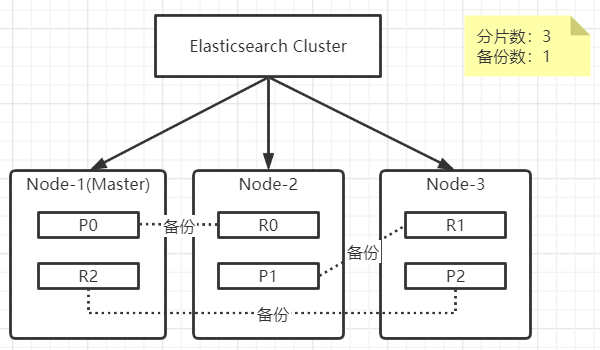 Elasticsearch Cluster
分片数：3
备份数：1
Node-1(Master)
Node-2
Node-3
P0
备份
R0
R1
备份
R2
P1
P2
备份